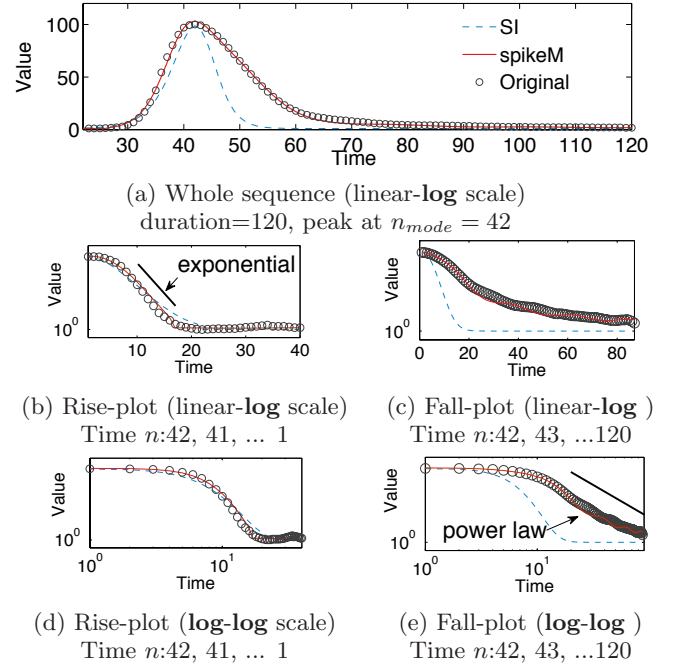 Value
100
50
0
30
40
50
60
70
80
90
100
110
120
Time
SI
spikeM
Original
(a) Whole sequence (linear-log scale)
duration=120, peak at n_mode = 42
Value
10^0
exponential
10
20
30
40
Time
Value
10^0
0
20
40
60
80
Time
(b) Rise-plot (linear-log scale)
Time n:42, 41, ... 1
(c) Fall-plot (linear-log )
Time n:42, 43, ...120
Value
10^0
10^0
10^1
Time
Value
10^0
power law
10^0
10^1
Time
(d) Rise-plot (log-log scale)
Time n:42, 41, ... 1
(e) Fall-plot (log-log )
Time n:42, 43, ...120